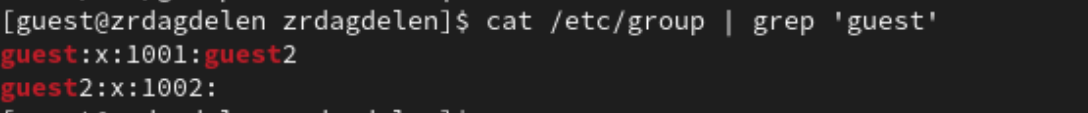 [guest@zrdagdelen zrdagdelen]$ cat /etc/group | grep 'guest'
guest:x:1001:guest2
guest2:x:1002: